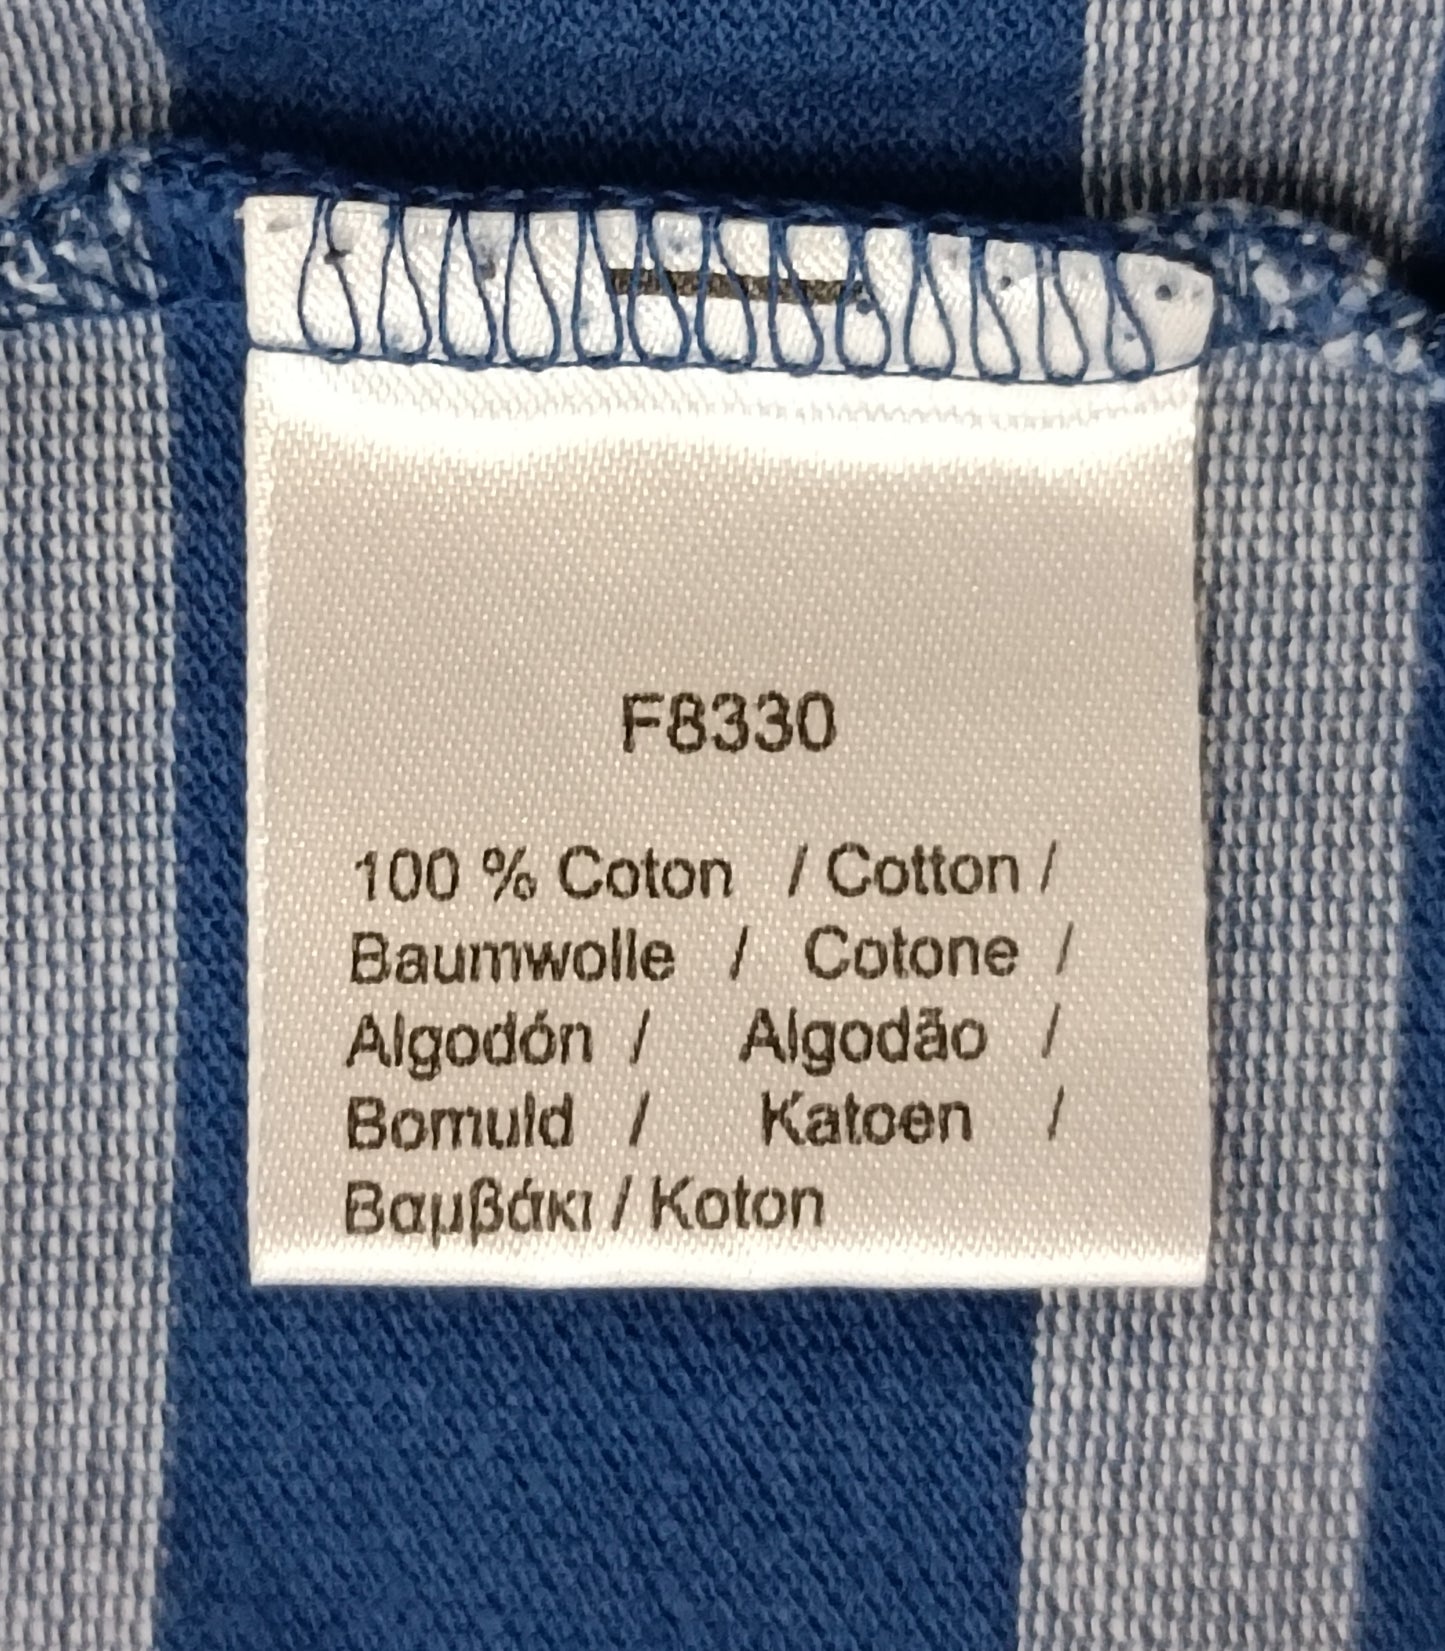 F8330
100 % Coton / Cotton /
Baumwolle / Cotone /
Algodón / Algodão /
Bomuld / Katoen /
Βαμβάκι / Koton